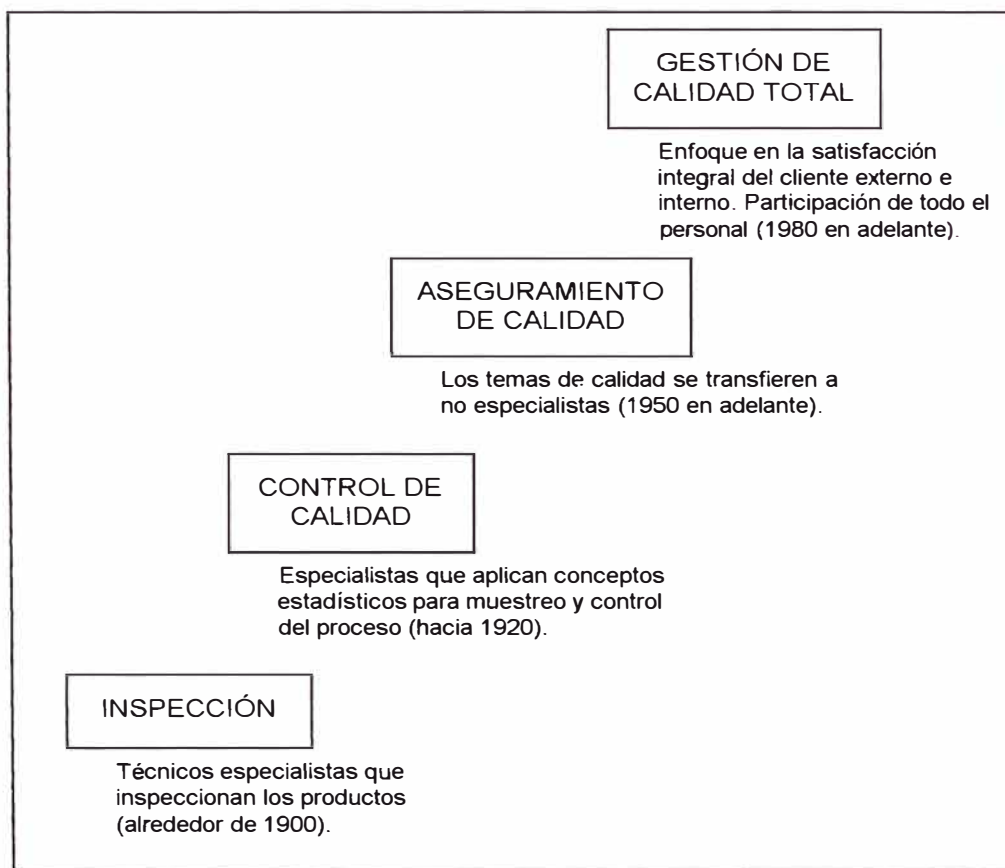 GESTIÓN DE
CALIDAD TOTAL
Enfoque en la satisfacción
integral del cliente externo e
interno. Participación de todo el
personal (1980 en adelante).
ASEGURAMIENTO
DE CALIDAD
Los temas de calidad se transfieren a
no especialistas (1950 en adelante).
CONTROL DE
CALIDAD
Especialistas que aplican conceptos
estadísticos para muestreo y control
del proceso (hacia 1920).
INSPECCIÓN
Técnicos especialistas que
inspeccionan los productos
(alrededor de 1900).